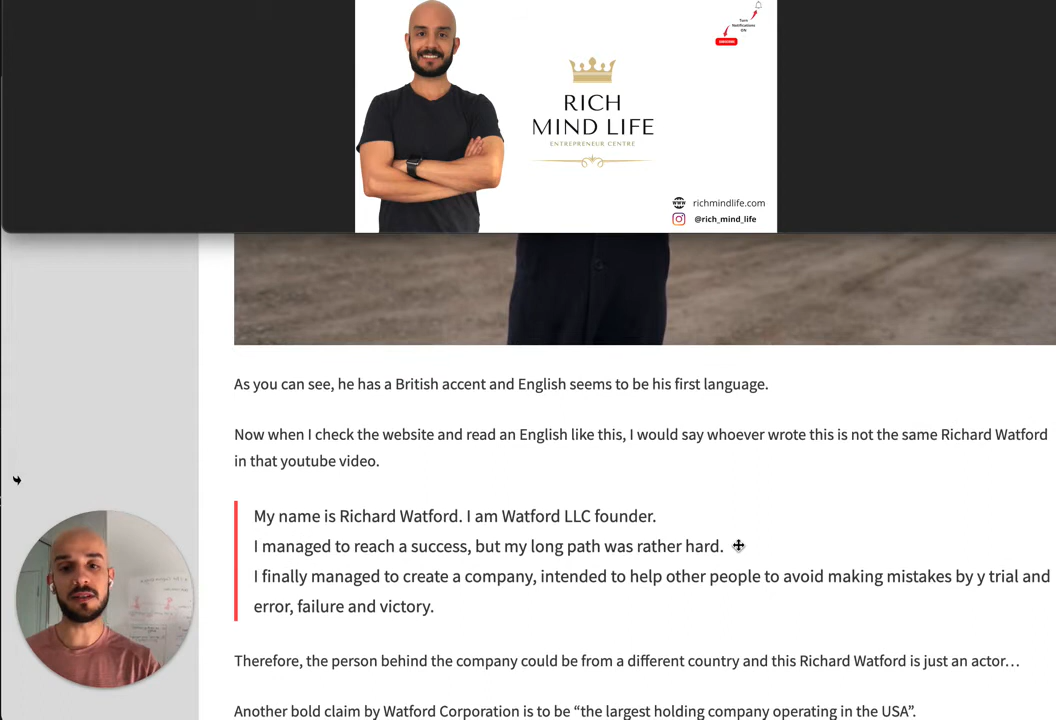 Turn
Notifications
ON
SUBSCRIBE
RICH
MIND LIFE
ENTREPRENEUR CENTRE
WWW richmindlife.com
@rich_mind_life
As you can see, he has a British accent and English seems to be his first language.
Now when I check the website and read an English like this, I would say whoever wrote this is not the same Richard Watford
in that youtube video.
My name is Richard Watford. I am Watford LLC founder.
I managed to reach a success, but my long path was rather hard.
I finally managed to create a company, intended to help other people to avoid making mistakes by y trial and
error, failure and victory.
Therefore, the person behind the company could be from a different country and this Richard Watford is just an actor…
Another bold claim by Watford Corporation is to be “the largest holding company operating in the USA”.